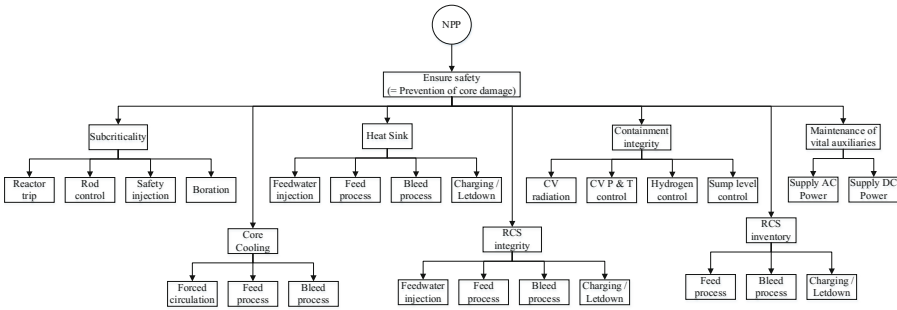 NPP
Ensure safety
(= Prevention of core damage)
Subcriticality
Heat Sink
Containment
integrity
Maintenance of
vital auxiliaries
Reactor
trip
Rod
control
Safety
injection
Boration
Feedwater
injection
Feed
process
Bleed
process
Charging /
Letdown
CV
radiation
CV P & T
control
Hydrogen
control
Sump level
control
Supply AC
Power
Supply DC
Power
Core
Cooling
RCS
integrity
RCS
inventory
Forced
circulation
Feed
process
Bleed
process
Feedwater
injection
Feed
process
Bleed
process
Charging /
Letdown
Feed
process
Bleed
process
Charging /
Letdown